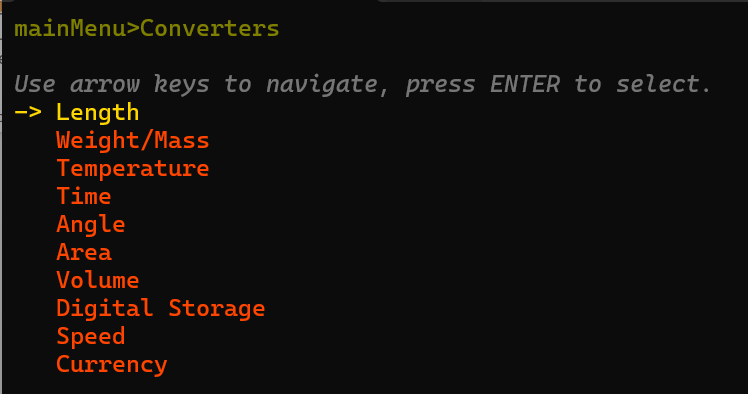 mainMenu>Converters
Use arrow keys to navigate, press ENTER to select.
-> Length
Weight/Mass
Temperature
Time
Angle
Area
Volume
Digital Storage
Speed
Currency